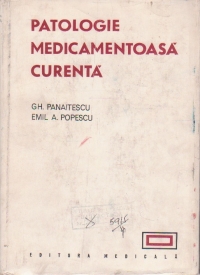 PATOLOGIE
MEDICAMENTOASĂ
CURENTĂ
GH. PANAITESCU
EMIL A. POPESCU
EDITURA MEDICALĂ